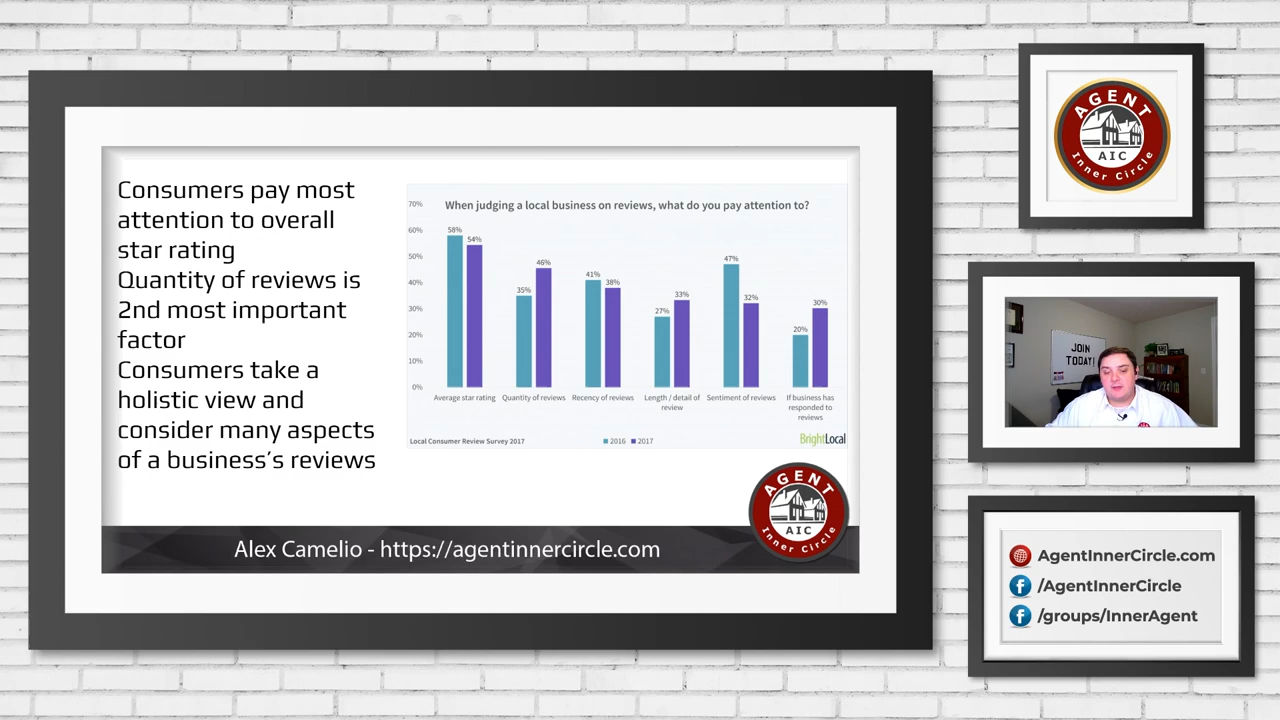 Consumers pay most
attention to overall
star rating
Quantity of reviews is
2nd most important
factor
Consumers take a
holistic view and
consider many aspects
of a business’s reviews
When judging a local business on reviews, what do you pay attention to?
70%
60%
50%
40%
30%
20%
10%
0%
58%
54%
35%
46%
41%
38%
27%
33%
47%
32%
20%
30%
Average star rating
Quantity of reviews
Recency of reviews
Length / detail of
review
Sentiment of reviews
If business has
responded to
reviews
Local Consumer Review Survey 2017
2016
2017
BrightLocal
AGENT
AIC
Inner Circle
Alex Camelio - https://agentinnercircle.com
AGENT
AIC
Inner Circle
JOIN
TODAY!
AgentInnerCircle.com
/AgentInnerCircle
/groups/InnerAgent